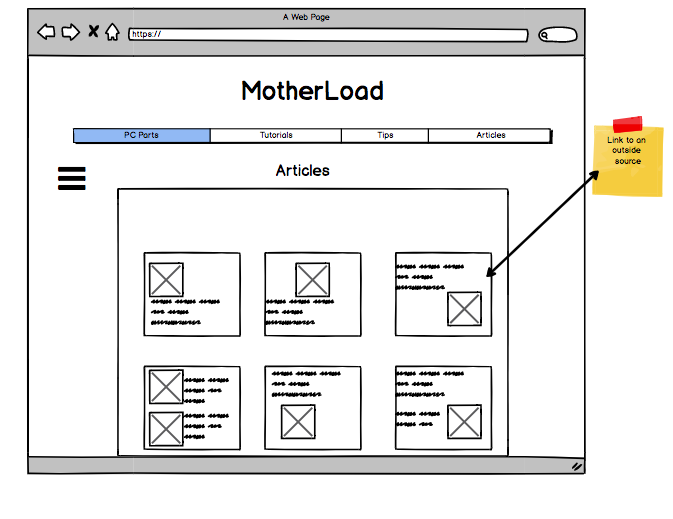 A Web Page
https://
MotherLoad
PC Parts
Tutorials
Tips
Articles
Link to an
outside
source
Articles